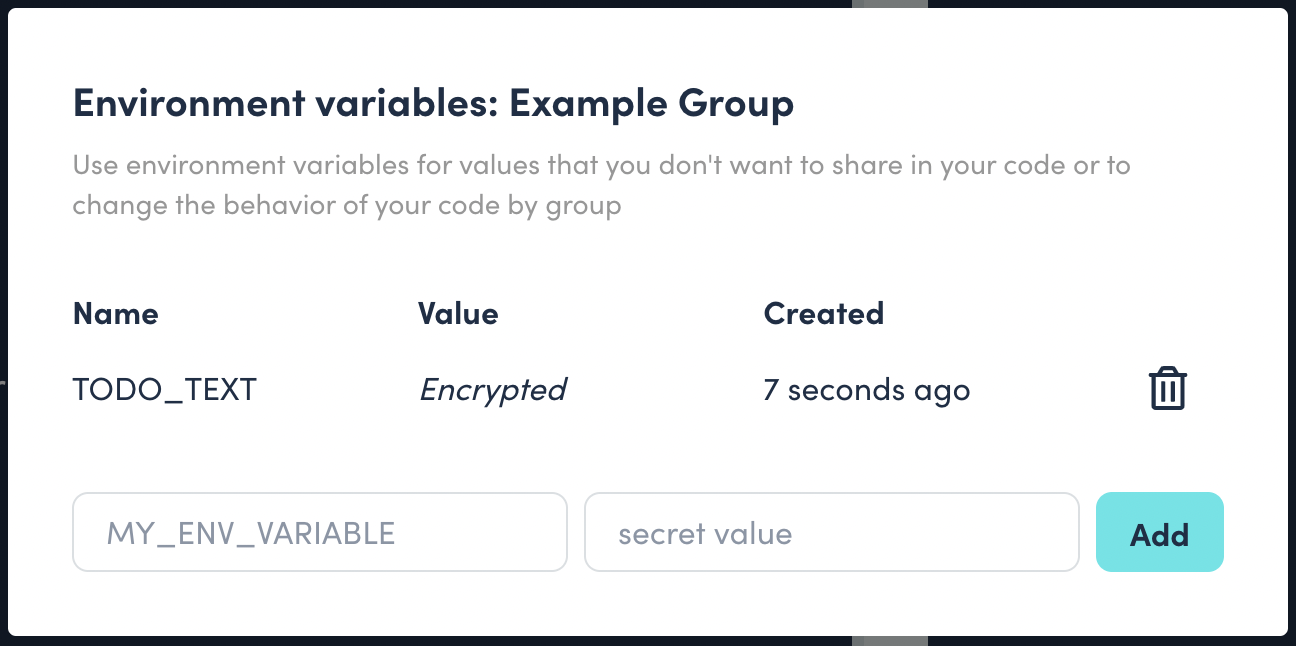 Environment variables: Example Group
Use environment variables for values that you don't want to share in your code or to
change the behavior of your code by group
Name Value Created
TODO_TEXT Encrypted 7 seconds ago
MY_ENV_VARIABLE secret value Add